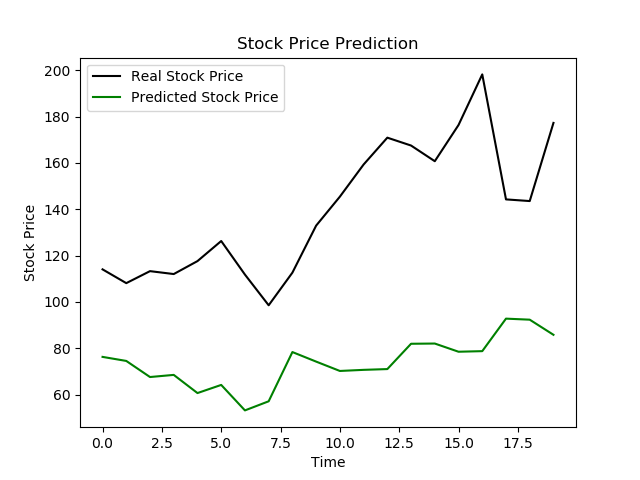 Stock Price Prediction
Real Stock Price
Predicted Stock Price
Stock Price
200
180
160
140
120
100
80
60
0.0 2.5 5.0 7.5 10.0 12.5 15.0 17.5
Time